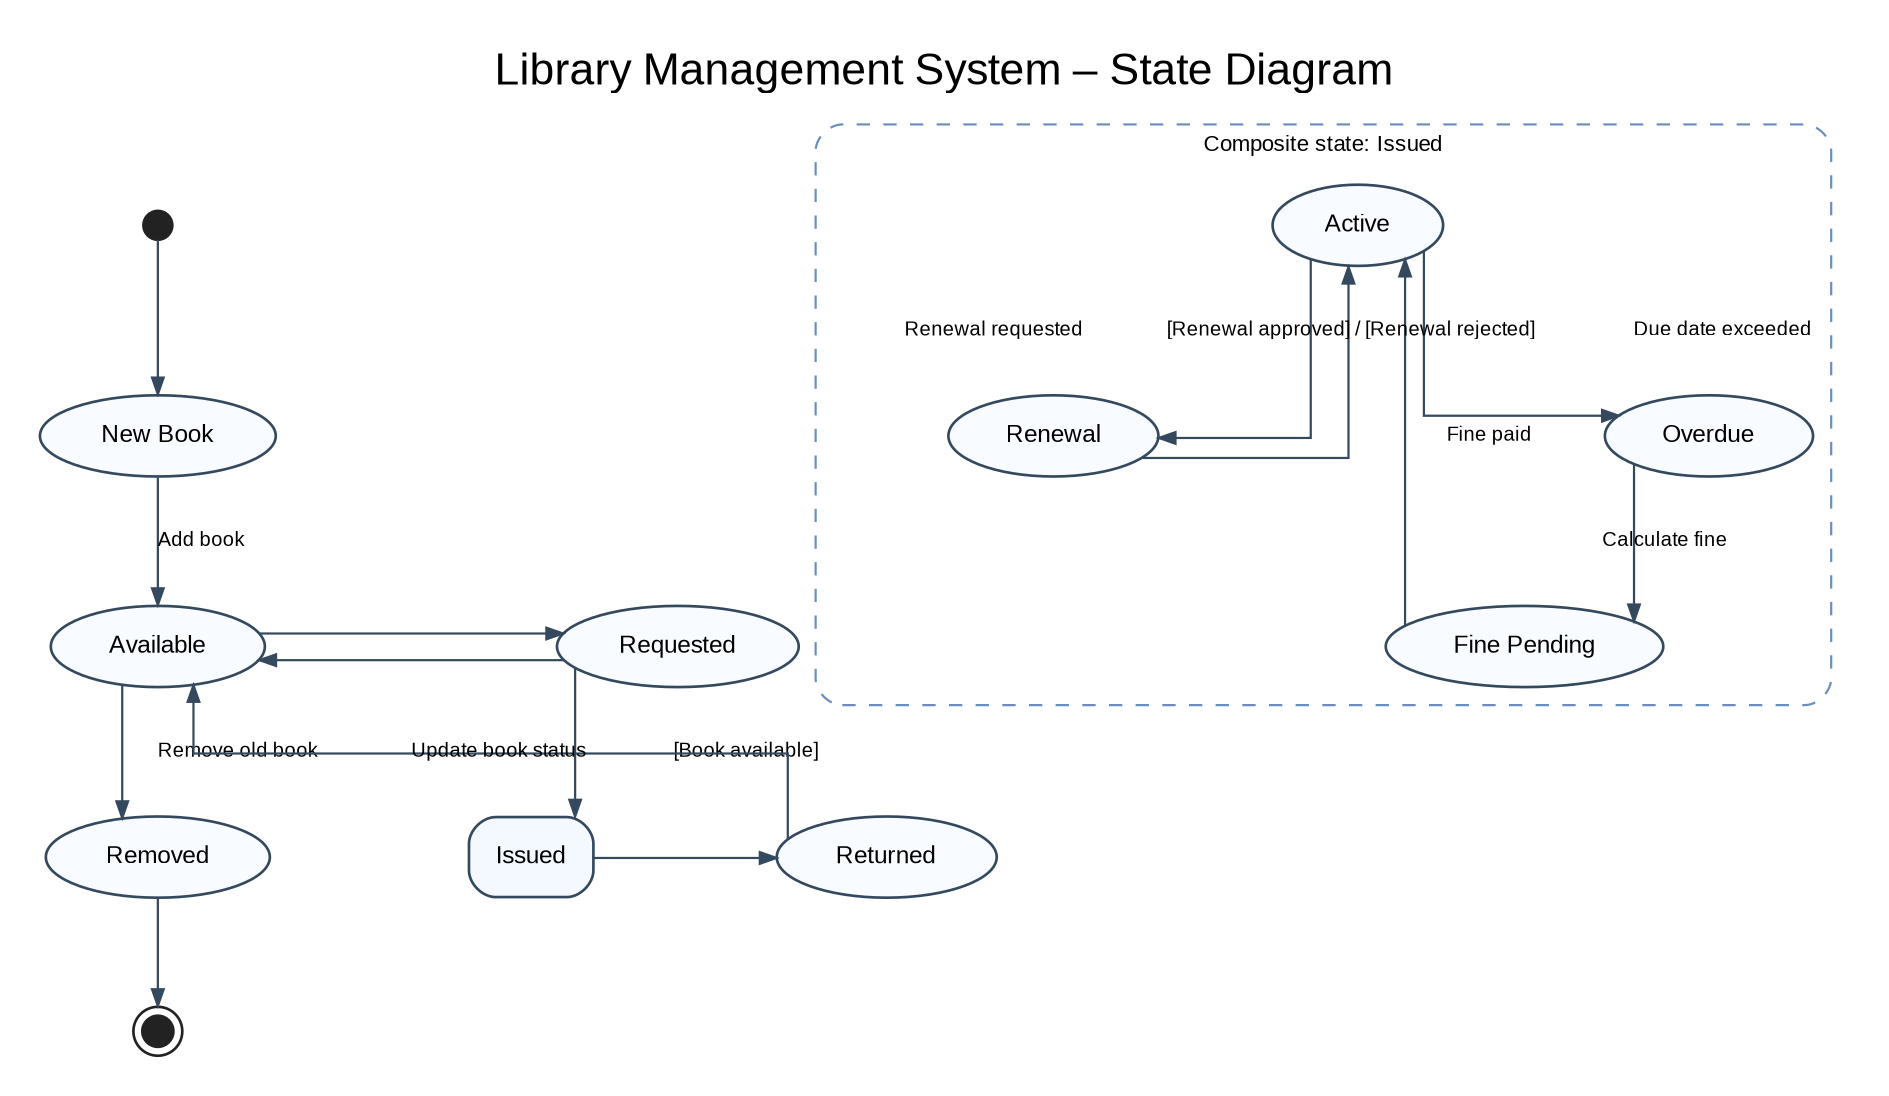 Library Management System – State Diagram
Composite state: Issued
Active
Renewal requested
[Renewal approved] / [Renewal rejected]
Due date exceeded
New Book
Renewal
Fine paid
Overdue
Add book
Calculate fine
Available
Requested
Fine Pending
Remove old book
Update book status
[Book available]
Removed
Issued
Returned